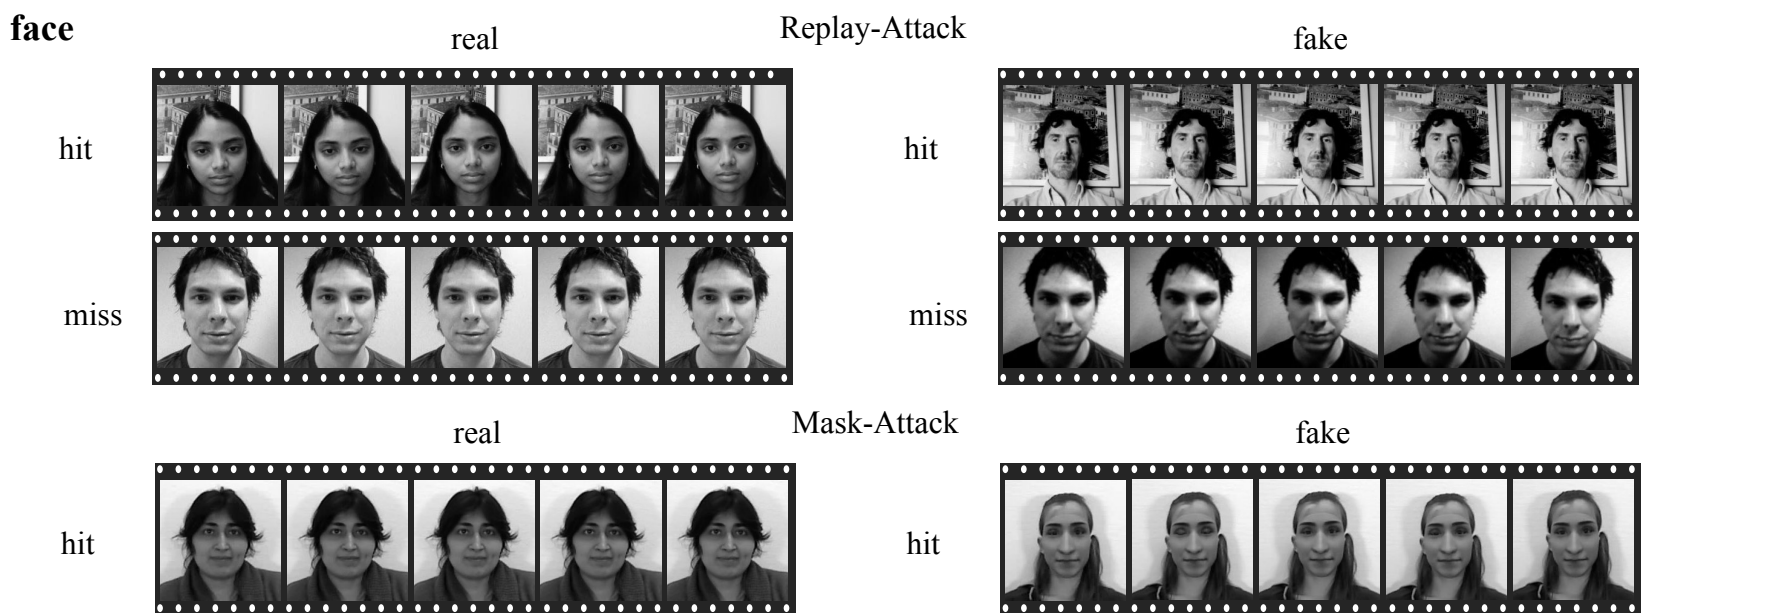 face
Replay-Attack
real
fake
hit
hit
miss
miss
Mask-Attack
real
fake
hit
hit